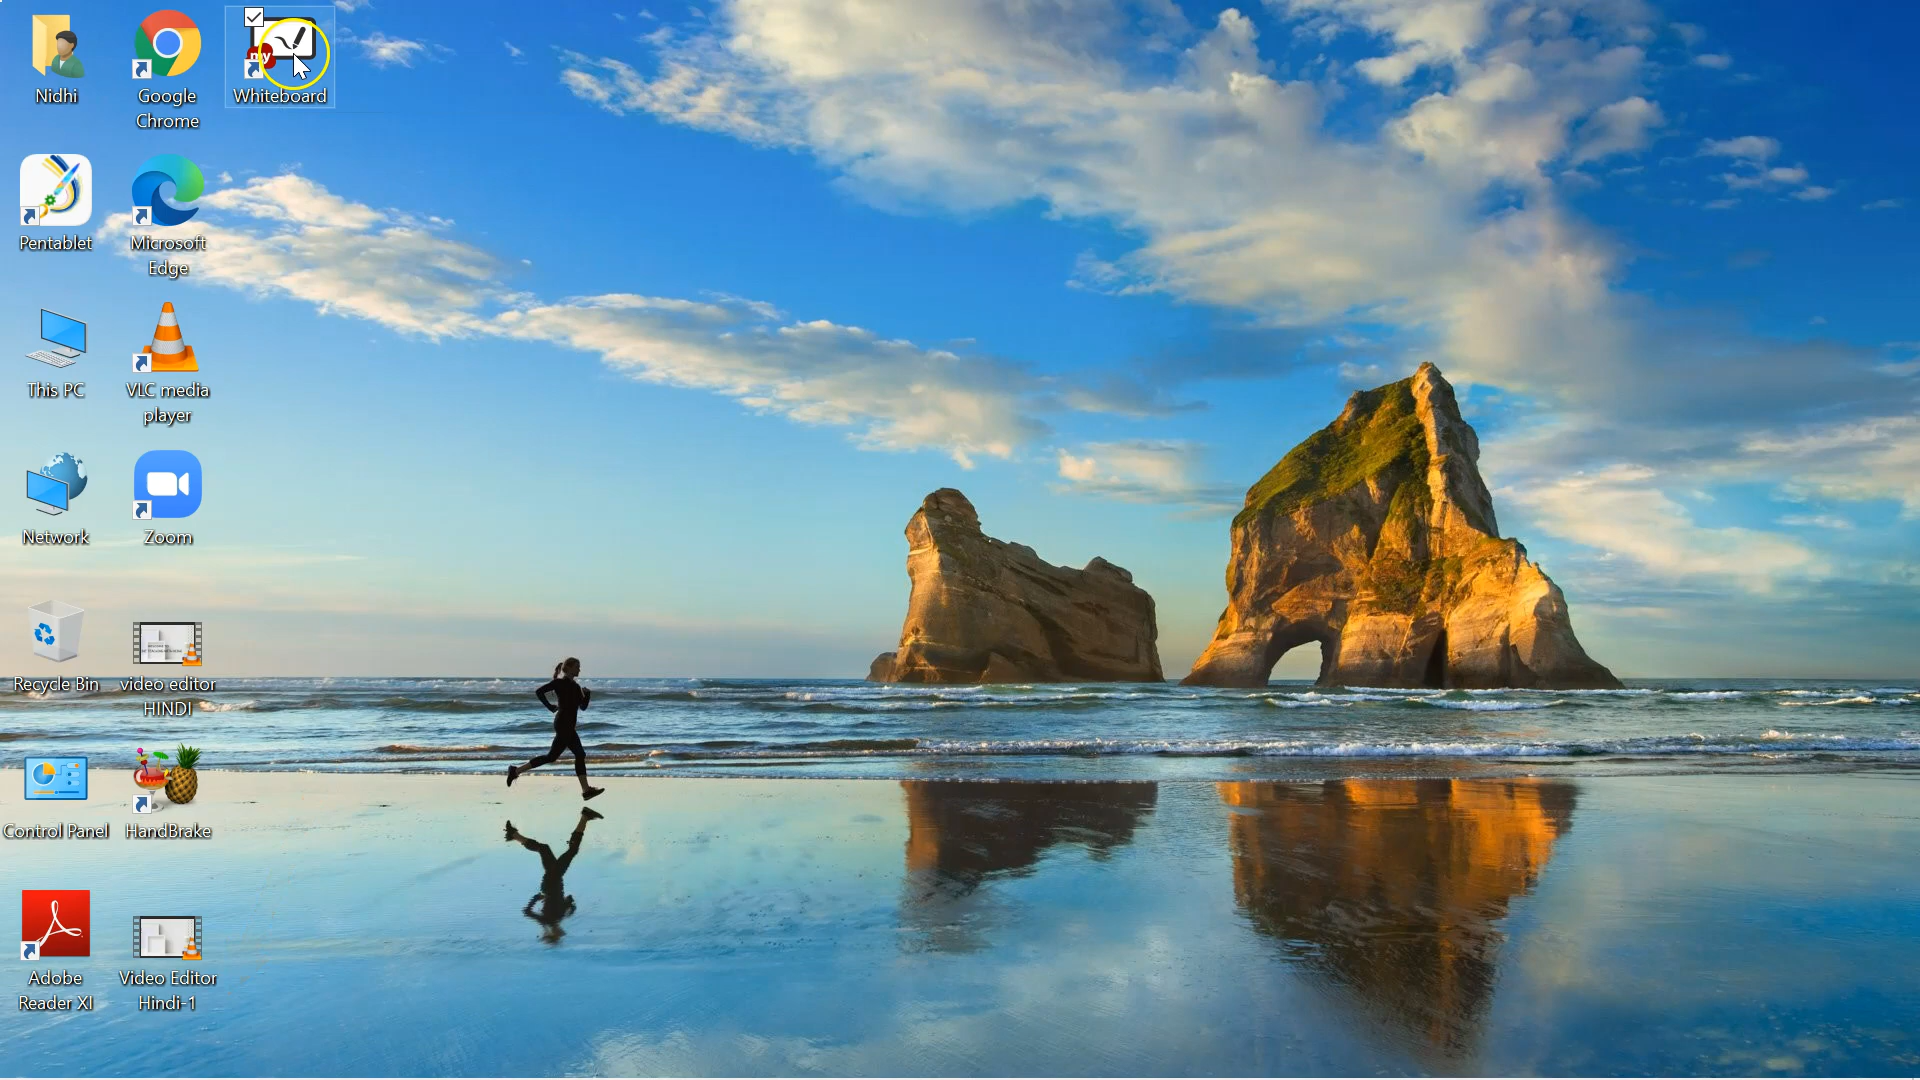 Nidhi
Google
Chrome
my
Whiteboard
Pentablet
Microsoft
Edge
This PC
VLC media
player
Network
Zoom
Recycle Bin
video editor
HINDI
Control Panel
HandBrake
Adobe
Reader XI
Video Editor
Hindi-1